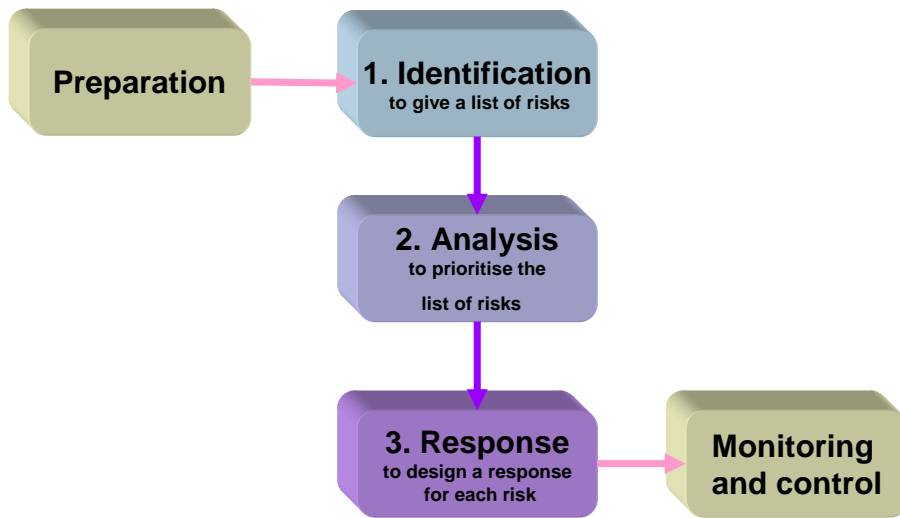 Preparation
1. Identification
to give a list of risks
2. Analysis
to prioritise the
list of risks
3. Response
to design a response
for each risk
Monitoring
and control